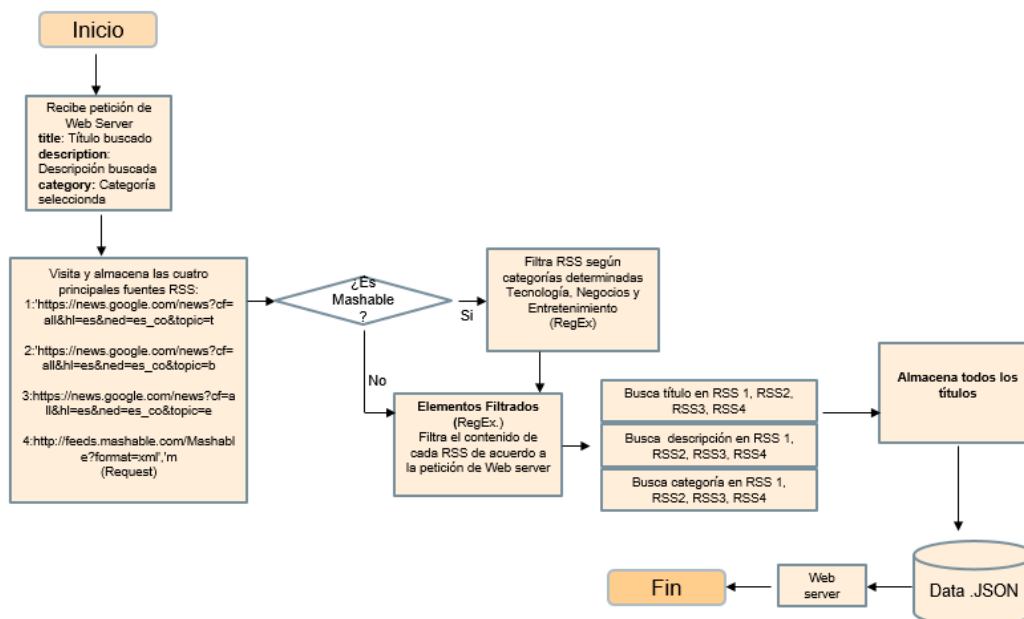 Inicio
Recibe petición de
Web Server
title: Título buscado
description:
Descripción buscada
category: Categoría
seleccionda
Visita y almacena las cuatro
principales fuentes RSS:
1:'https://news.google.com/news?cf=
all&hl=es&ned=es_co&topic=t
2:'https://news.google.com/news?cf=
all&hl=es&ned=es_co&topic=b
3:https://news.google.com/news?cf=a
ll&hl=es&ned=es_co&topic=e
4:http://feeds.mashable.com/Mashabl
e?format=xml','m
(Request)
¿Es
Mashable
?
Si
No
Filtra RSS según
categorías determinadas
Tecnología, Negocios y
Entretenimiento
(RegEx)
Elementos Filtrados
(RegEx.)
Filtra el contenido de
cada RSS de acuerdo a
la petición de Web server
Busca título en RSS 1, RSS2,
RSS3, RSS4
Busca descripción en RSS 1,
RSS2, RSS3, RSS4
Busca categoría en RSS 1,
RSS2, RSS3, RSS4
Almacena todos los
títulos
Data .JSON
Web
server
Fin